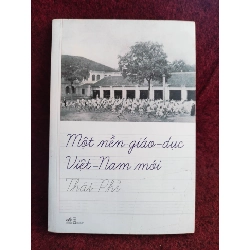 Một nền giáo-dục
Việt-Nam mới
Thái Phỉ